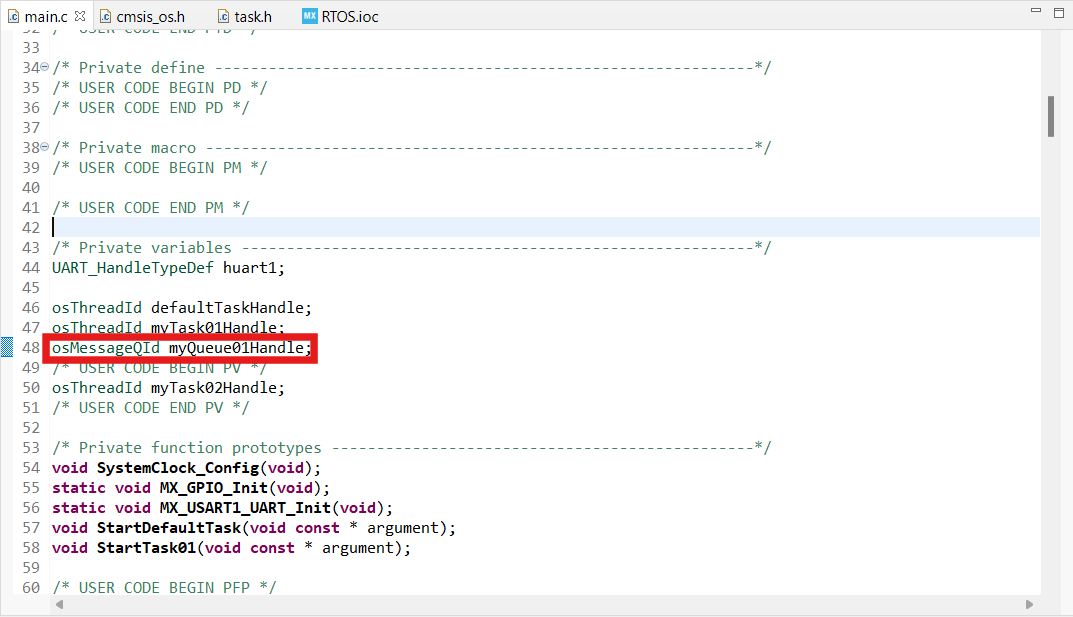 main.c cmsis_os.h task.h MX RTOS.ioc
32 /* USER CODE END PTD */
33
34 /* Private define ------------------------------------------------------------*/
35 /* USER CODE BEGIN PD */
36 /* USER CODE END PD */
37
38 /* Private macro -------------------------------------------------------------*/
39 /* USER CODE BEGIN PM */
40
41 /* USER CODE END PM */
42
43 /* Private variables ---------------------------------------------------------*/
44 UART_HandleTypeDef huart1;
45
46 osThreadId defaultTaskHandle;
47 osThreadId myTask01Handle;
48 osMessageQId myQueue01Handle;
49 /* USER CODE BEGIN PV */
50 osThreadId myTask02Handle;
51 /* USER CODE END PV */
52
53 /* Private function prototypes -----------------------------------------------*/
54 void SystemClock_Config(void);
55 static void MX_GPIO_Init(void);
56 static void MX_USART1_UART_Init(void);
57 void StartDefaultTask(void const * argument);
58 void StartTask01(void const * argument);
59
60 /* USER CODE BEGIN PFP */